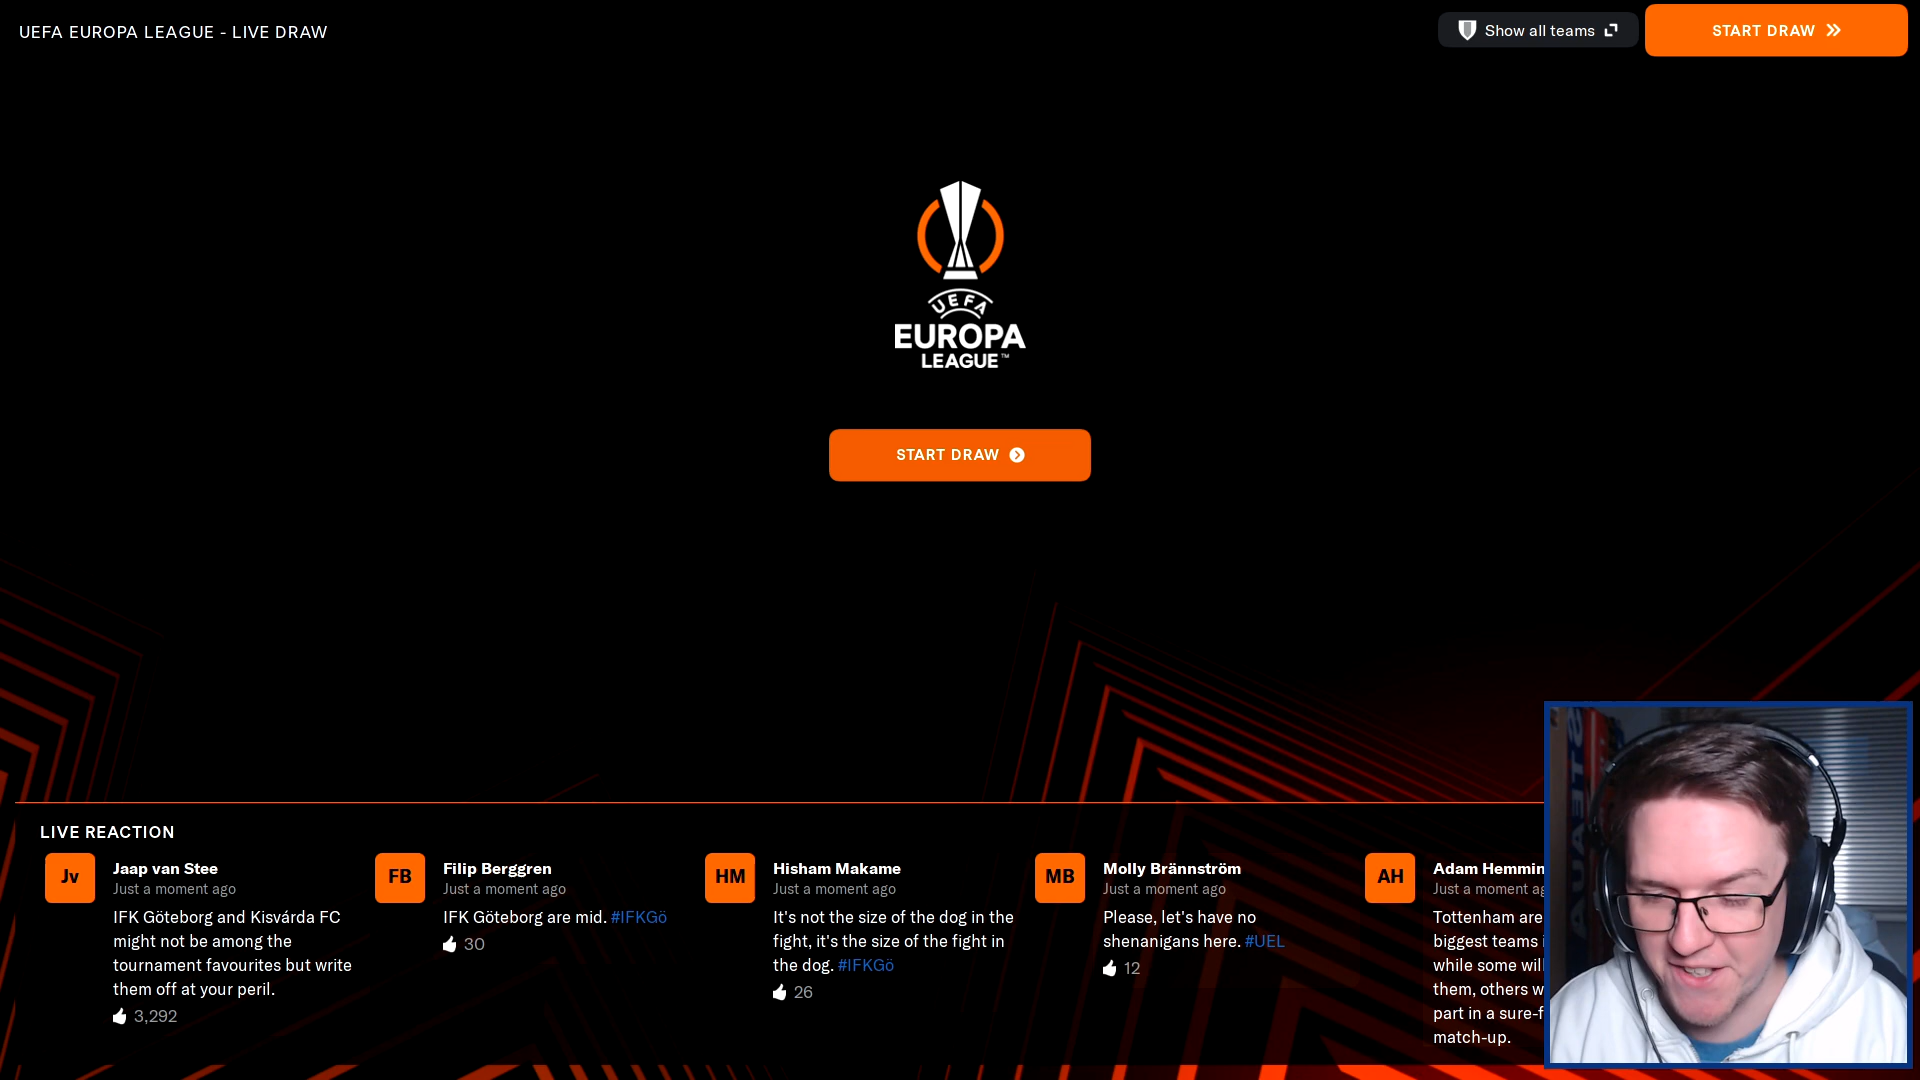 UEFA EUROPA LEAGUE - LIVE DRAW
Show all teams
START DRAW
UEFA
EUROPA
LEAGUE™
START DRAW
LIVE REACTION
Jv
Jaap van Stee
Just a moment ago
IFK Göteborg and Kisvárda FC
might not be among the
tournament favourites but write
them off at your peril.
3,292
FB
Filip Berggren
Just a moment ago
IFK Göteborg are mid. #IFKGö
30
HM
Hisham Makame
Just a moment ago
It's not the size of the dog in the
fight, it's the size of the fight in
the dog. #IFKGö
26
MB
Molly Brännström
Just a moment ago
Please, let's have no
shenanigans here. #UEL
12
AH
Adam Hemmin
Just a moment ag
Tottenham are
biggest teams
while some wil
them, others w
part in a sure-f
match-up.